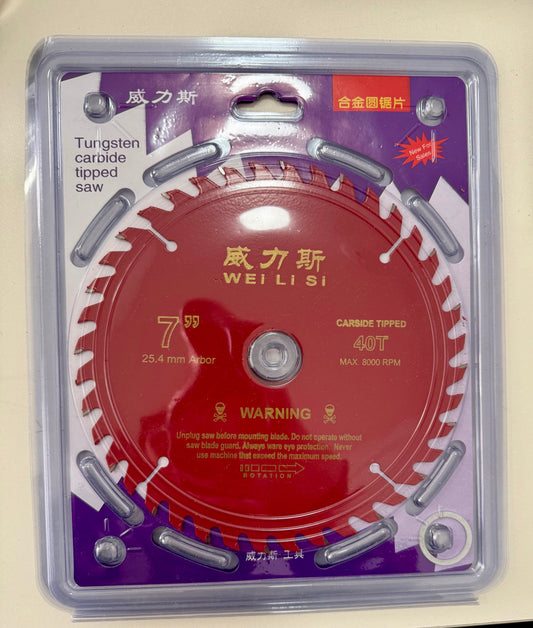 威力斯
合金圆锯片
Tungsten
carbide
tipped
saw
New For
Sales
威力斯
WEi Li Si
7”
25.4 mm Arbor
CARSIDE TIPPED
40T
MAX. 8000 RPM
WARNING
Unplug saw before mounting blade. Do not operate without
saw blade guard. Always ware eye protection. Never
use machine that exceed the maximum speed.
ROTATION
威力斯 工具